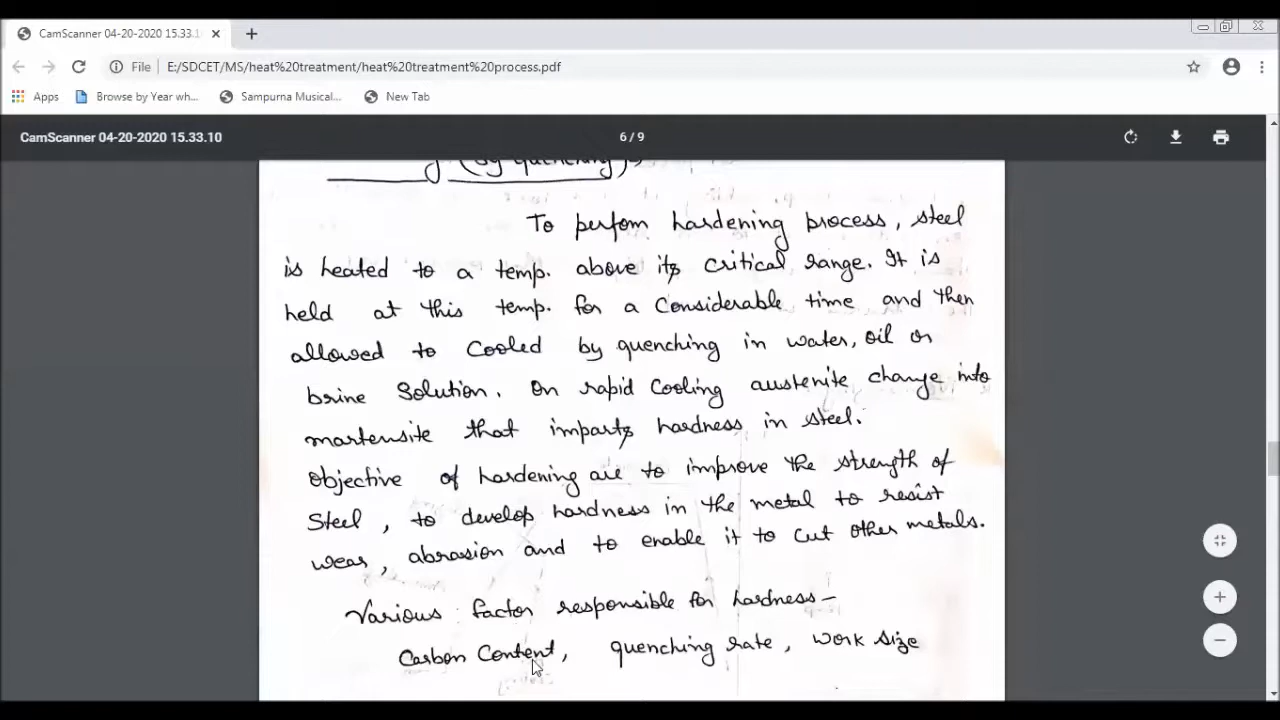 CamScanner 04-20-2020 15.33.1
File | E:/SDCET/MS/heat%20treatment/heat%20treatment%20process.pdf
Apps Browse by Year wh... Sampurna Musical... New Tab
CamScanner 04-20-2020 15.33.10 6 / 9
(by quenching)
To perfom hardening process, steel
is heated to a temp. above its critical range. It is
held at this temp. for a Considerable time and then
allowed to Cooled by quenching in water, oil or
brine Solution. On rapid Cooling austenite change into
martensite that imparts hardness in steel.
objective of hardening are to improve the strength of
Steel, to develop hardness in the metal to resist
wear, abrasion and to enable it to cut other metals.
Various factor responsible for hardness -
Carbon Content, quenching rate, work size